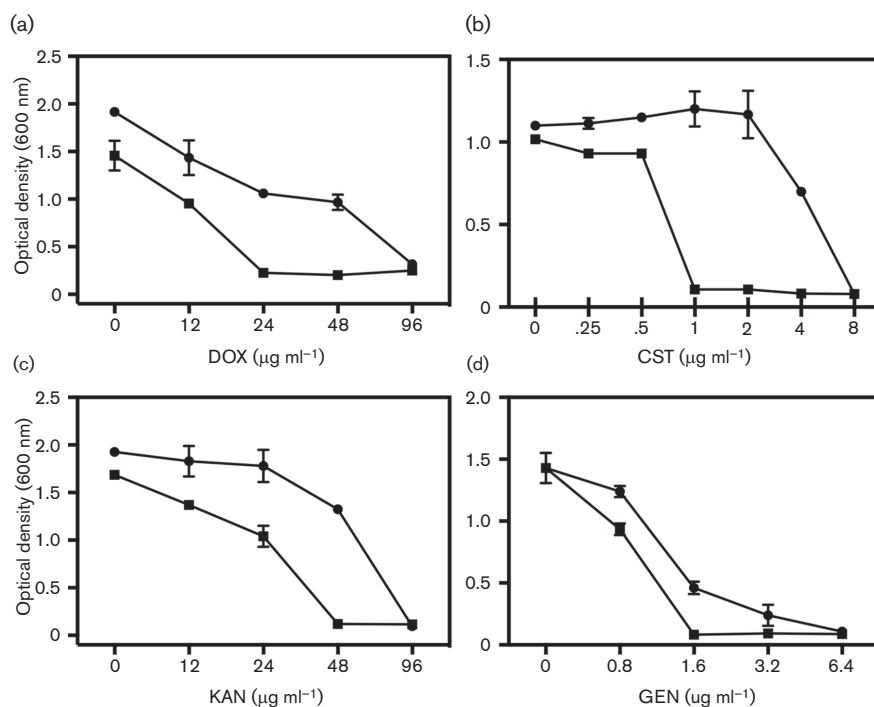 (a)
2.5
2.0
1.5
1.0
0.5
0
Optical density (600 nm)
0 12 24 48 96
DOX (μg ml⁻¹)
(b)
1.5
1.0
0.5
0
0 .25 .5 1 2 4 8
CST (μg ml⁻¹)
(c)
2.5
2.0
1.5
1.0
0.5
0
Optical density (600 nm)
0 12 24 48 96
KAN (μg ml⁻¹)
(d)
2.0
1.5
1.0
0.5
0
0 0.8 1.6 3.2 6.4
GEN (ug ml⁻¹)